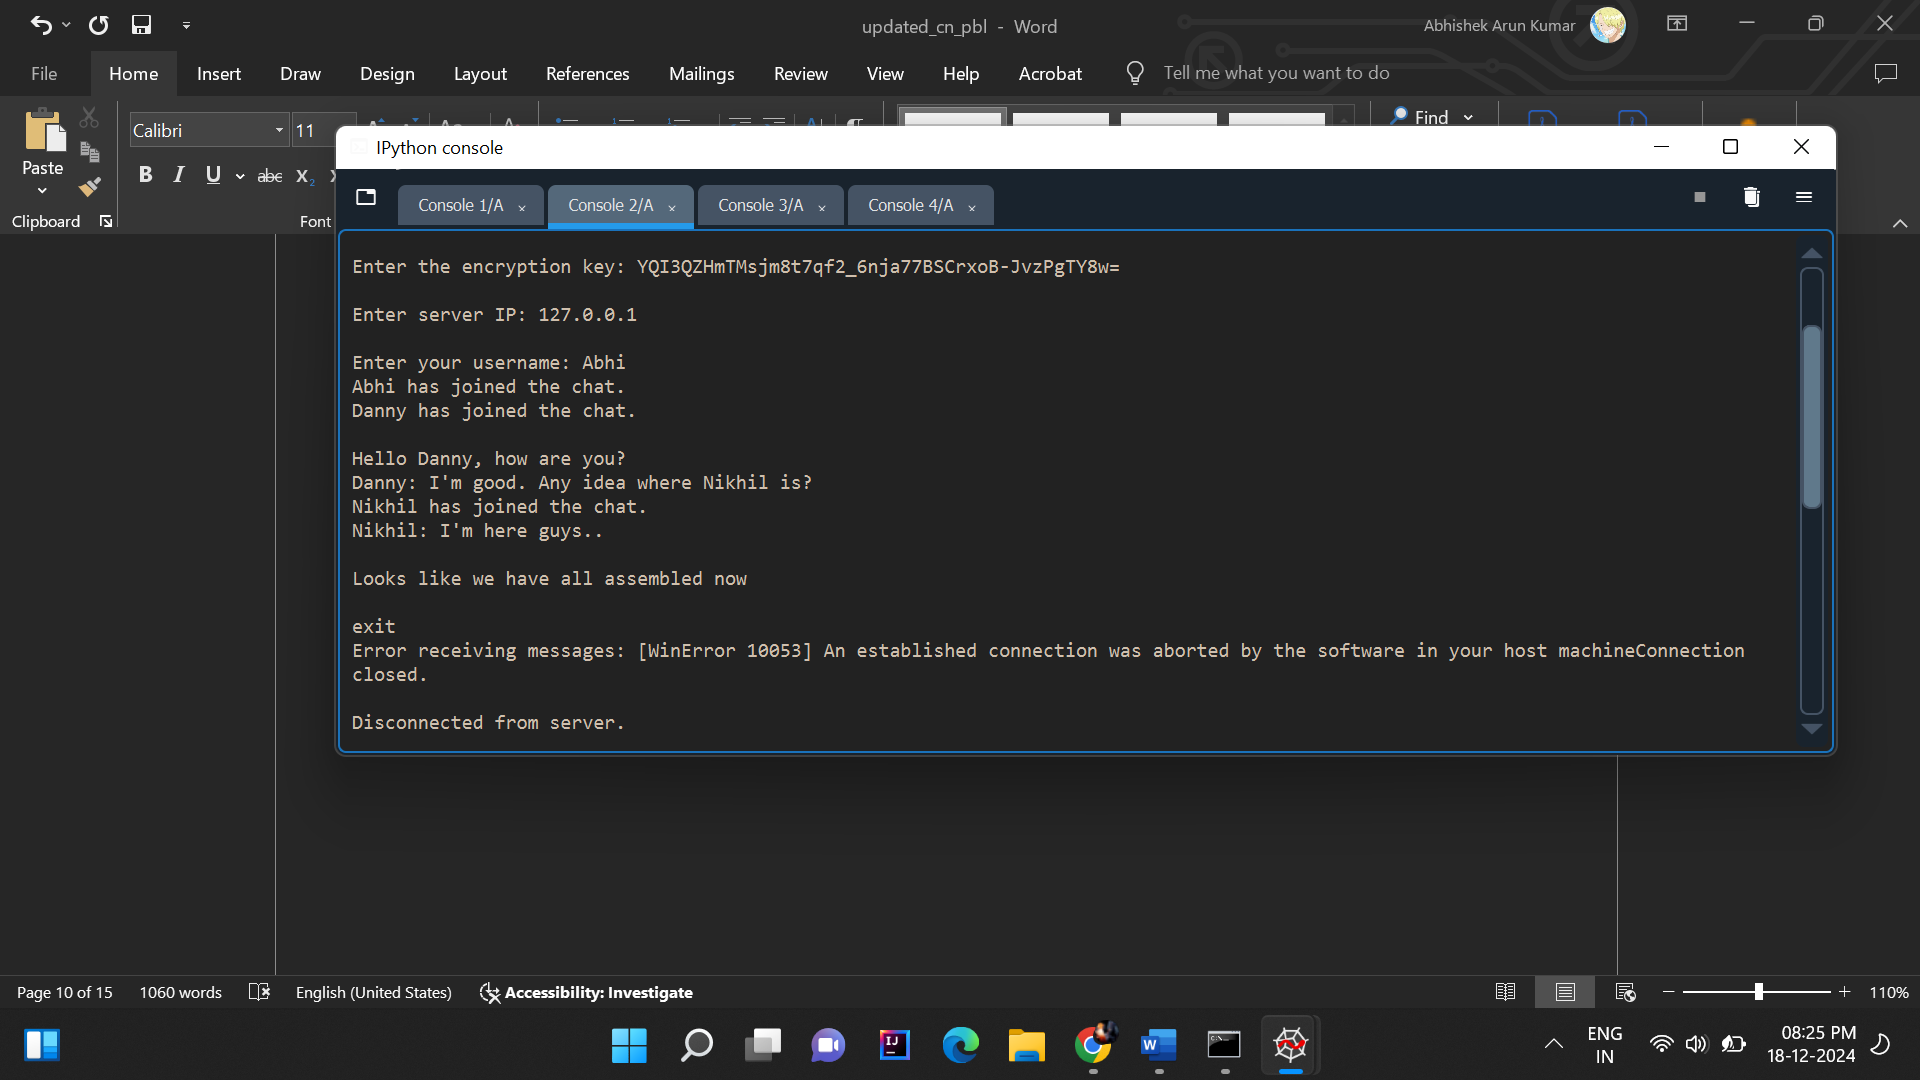 updated_cn_pbl - Word
Abhishek Arun Kumar
File Home Insert Draw Design Layout References Mailings Review View Help Acrobat Tell me what you want to do
Paste
Calibri 11
Find
B I U abc X₂
Clipboard Font
IPython console
Console 1/A × Console 2/A × Console 3/A × Console 4/A ×
Enter the encryption key: YQI3QZHmTMsjm8t7qf2_6nja77BSCrxoB-JvzPgTY8w=
Enter server IP: 127.0.0.1
Enter your username: Abhi
Abhi has joined the chat.
Danny has joined the chat.
Hello Danny, how are you?
Danny: I'm good. Any idea where Nikhil is?
Nikhil has joined the chat.
Nikhil: I'm here guys..
Looks like we have all assembled now
exit
Error receiving messages: [WinError 10053] An established connection was aborted by the software in your host machineConnection
closed.
Disconnected from server.
Page 10 of 15 1060 words English (United States) Accessibility: Investigate 110%
ENG
IN
08:25 PM
18-12-2024